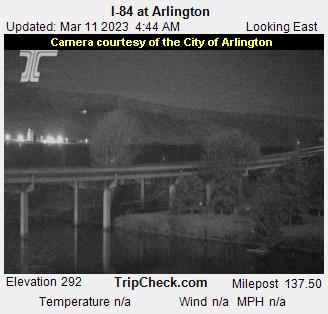 I-84 at Arlington
Updated: Mar 11 2023 4:44 AM Looking East
Camera courtesy of the City of Arlington
Elevation 292 TripCheck.com Milepost 137.50
Temperature n/a Wind n/a MPH n/a